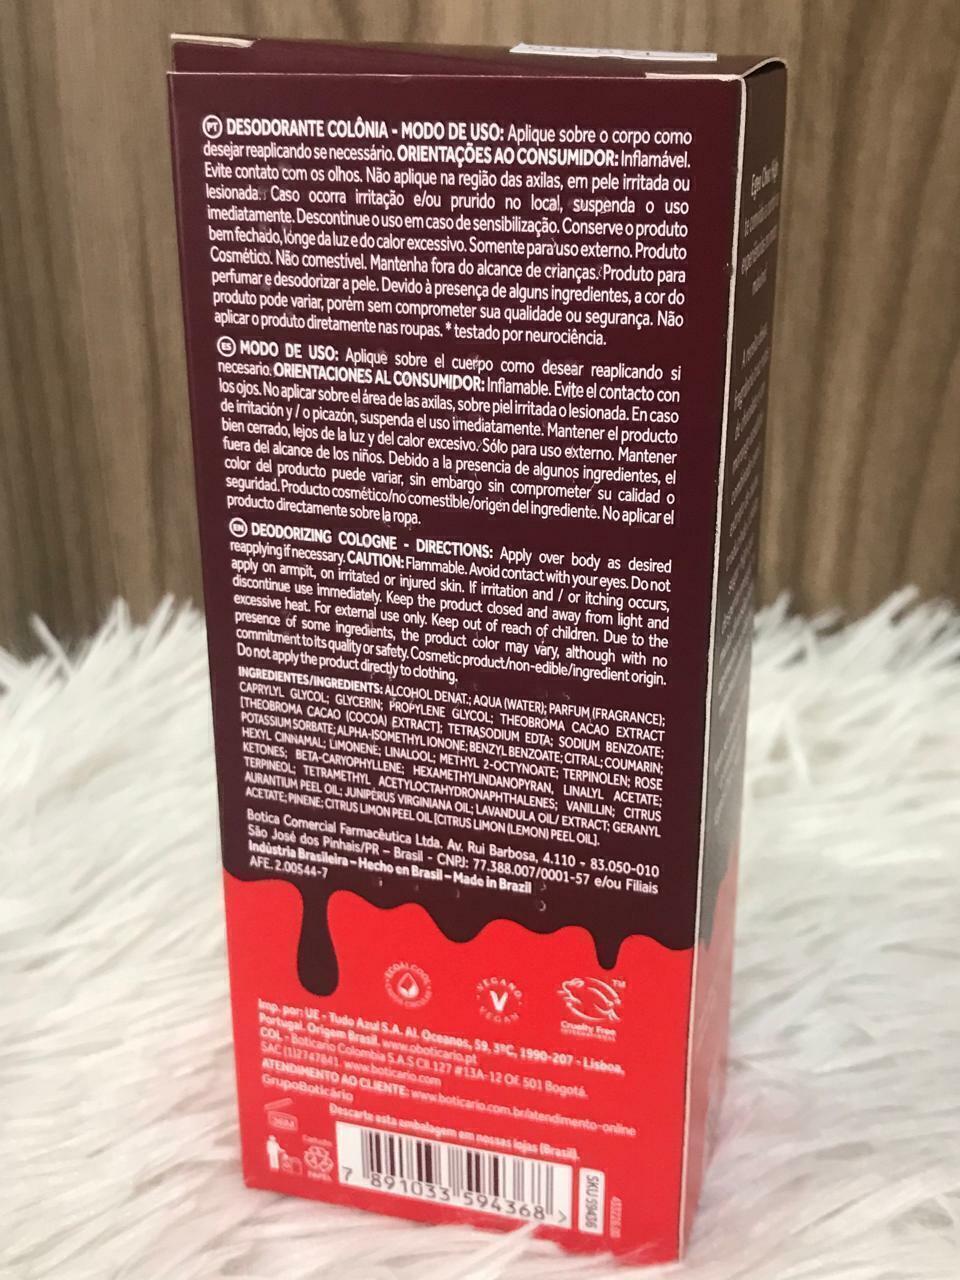 PT DESODORANTE COLÔNIA - MODO DE USO: Aplique sobre o corpo como
desejar reaplicando se necessário. ORIENTAÇÕES AO CONSUMIDOR: Inflamável.
Evite contato com os olhos. Não aplique na região das axilas, em pele irritada ou
lesionada. Caso ocorra irritação e/ou prurido no local, suspenda o uso
imediatamente. Descontinue o uso em caso de sensibilização. Conserve o produto
bem fechado, longe da luz e do calor excessivo. Somente para uso externo. Produto
Cosmético. Não comestível. Mantenha fora do alcance de crianças. Produto para
perfumar e desodorizar a pele. Devido à presença de alguns ingredientes, a cor do
produto pode variar, porém sem comprometer sua qualidade ou segurança. Não
aplicar o produto diretamente nas roupas. * testado por neurociência.
ES MODO DE USO: Aplique sobre el cuerpo como desear reaplicando si
necesario. ORIENTACIONES AL CONSUMIDOR: Inflamable. Evite el contacto con
los ojos. No aplicar sobre el área de las axilas, sobre piel irritada o lesionada. En caso
de irritación y / o picazón, suspenda el uso imediatamente. Mantener el producto
bien cerrado, lejos de la luz y del calor excesivo. Sólo para uso externo. Mantener
fuera del alcance de los niños. Debido a la presencia de algunos ingredientes, el
color del producto puede variar, sin embargo sin comprometer su calidad o
seguridad. Producto cosmético/no comestible/origen del ingrediente. No aplicar el
producto directamente sobre la ropa.
EN DEODORIZING COLOGNE - DIRECTIONS: Apply over body as desired
reapplying if necessary. CAUTION: Flammable. Avoid contact with your eyes. Do not
apply on armpit, on irritated or injured skin. If irritation and / or itching occurs,
discontinue use immediately. Keep the product closed and away from light and
excessive heat. For external use only. Keep out of reach of children. Due to the
presence of some ingredients, the product color may vary, although with no
commitment to its quality or safety. Cosmetic product/non-edible/ingredient origin.
Do not apply the product directly to clothing.
INGREDIENTES/INGREDIENTS: ALCOHOL DENAT.; AQUA (WATER); PARFUM (FRAGRANCE);
CAPRYLYL GLYCOL; GLYCERIN; PROPYLENE GLYCOL; THEOBROMA CACAO EXTRACT
[THEOBROMA CACAO (COCOA) EXTRACT]; TETRASODIUM EDTA; SODIUM BENZOATE;
POTASSIUM SORBATE; ALPHA-ISOMETHYL IONONE; BENZYL BENZOATE; CITRAL; COUMARIN;
HEXYL CINNAMAL; LIMONENE; LINALOOL; METHYL 2-OCTYNOATE; TERPINOLEN; ROSE
KETONES; BETA-CARYOPHYLLENE; HEXAMETHYLINDANOPYRAN, LINALYL ACETATE;
TERPINEOL; TETRAMETHYL ACETYLOCTAHYDRONAPHTHALENES; VANILLIN; CITRUS
AURANTIUM PEEL OIL; JUNIPERUS VIRGINIANA OIL; LAVANDULA OIL/ EXTRACT; GERANYL
ACETATE; PINENE; CITRUS LIMON PEEL OIL [CITRUS LIMON (LEMON) PEEL OIL].
Botica Comercial Farmacêutica Ltda. Av. Rui Barbosa, 4.110 - 83.050-010
São José dos Pinhais/PR – Brasil - CNPJ: 77.388.007/0001-57 e/ou Filiais
Indústria Brasileira – Hecho en Brasil – Made in Brazil
AFE. 2.00544-7
VEGANO
V
VEGAN
TM
Cruelty Free
INTERNATIONAL
Imp. por: UE - Tudo Azul S.A. Al. Oceanos, 59, 3ºC, 1990-207 - Lisboa,
Portugal. Origem Brasil. www.oboticario.pt
COL - Boticario Colombia S.A.S Cll 127 #13A-12 Of. 501 Bogotá.
SAC (1)2747841 www.boticario.com
ATENDIMENTO AO CLIENTE: www.boticario.com.br/atendimento-online
GrupoBoticário
Descarte esta embalagem em nossas lojas (Brasil).
36M
PAPEL
7 891033 594368 >
SKU 59436